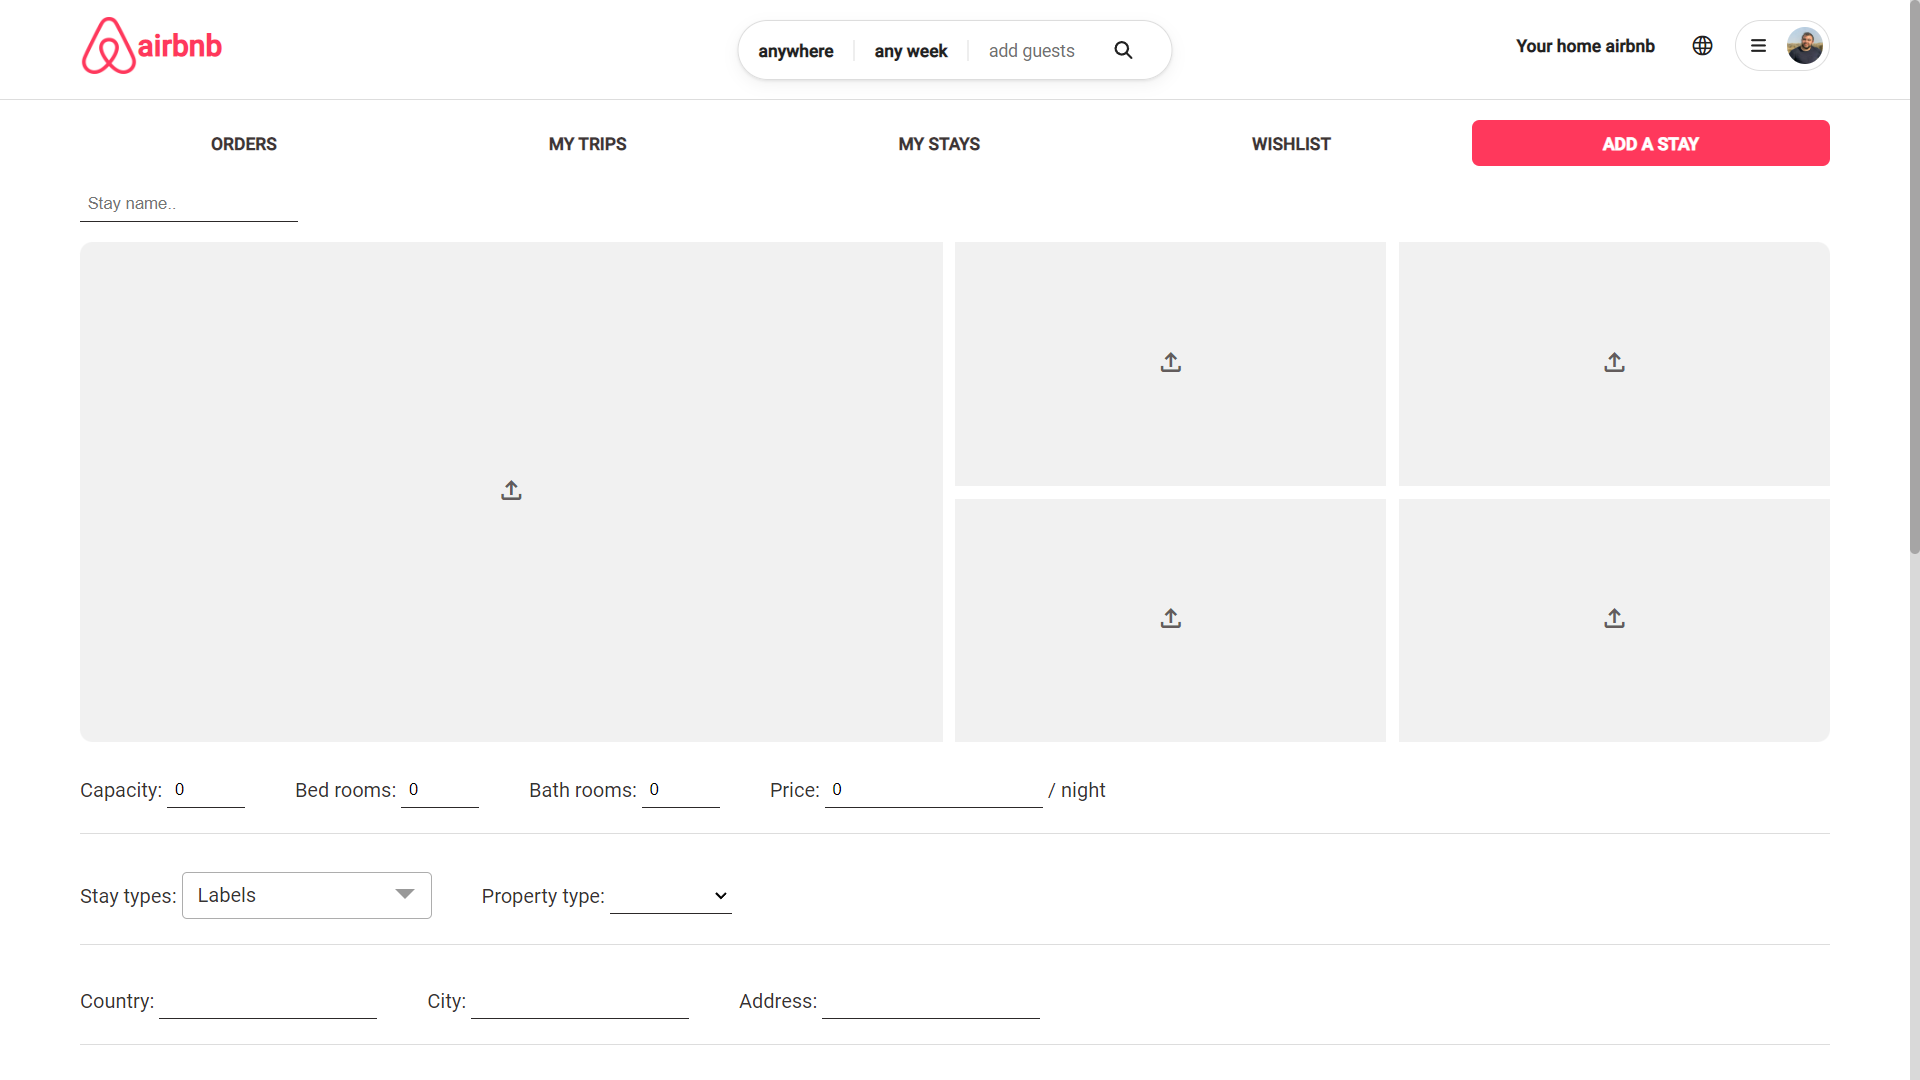 airbnb
anywhere any week add guests
Your home airbnb
ORDERS MY TRIPS MY STAYS WISHLIST ADD A STAY
Stay name..
Capacity: 0 Bed rooms: 0 Bath rooms: 0 Price: 0 / night
Stay types: Labels Property type:
Country: City: Address: